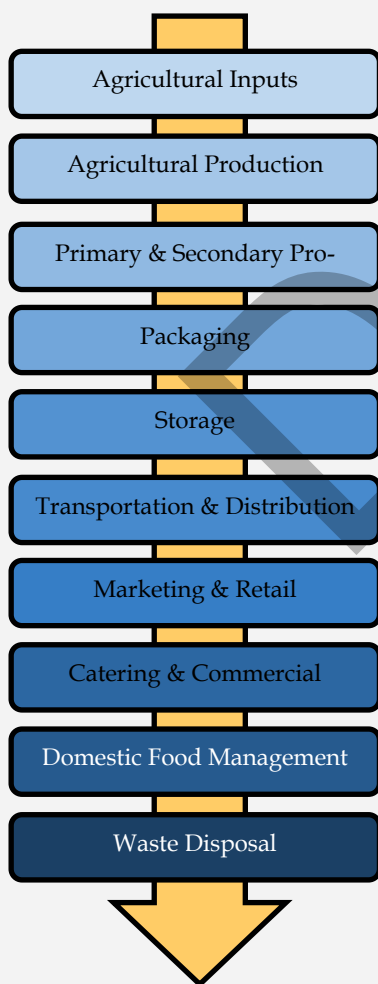 Agricultural Inputs
Agricultural Production
Primary & Secondary Pro-
Packaging
Storage
Transportation & Distribution
Marketing & Retail
Catering & Commercial
Domestic Food Management
Waste Disposal